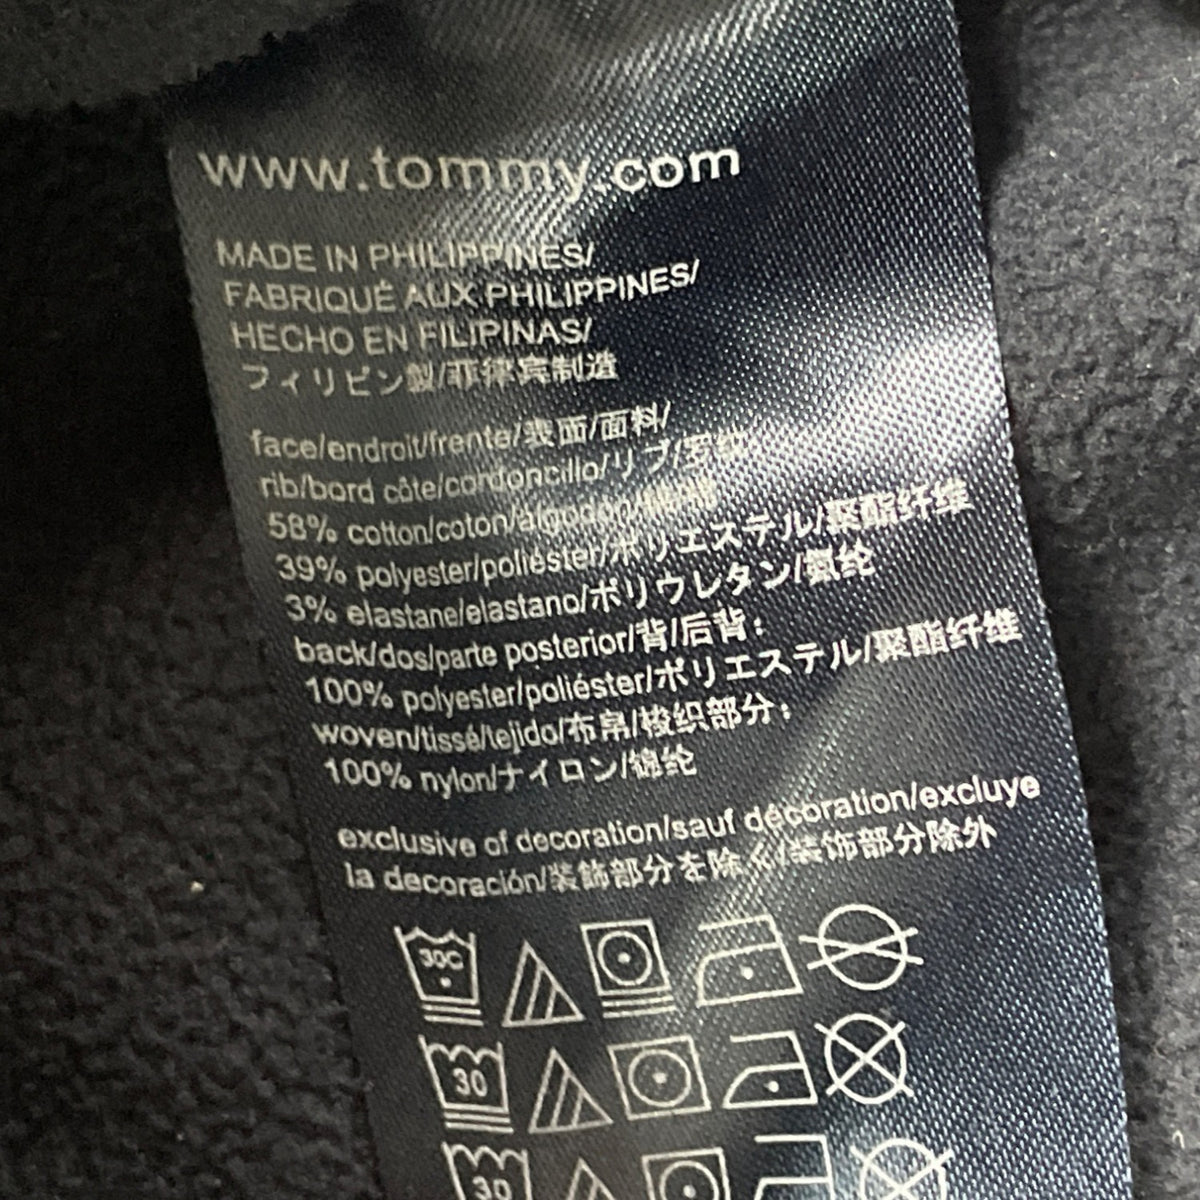 www.tommy.com
MADE IN PHILIPPINES/
FABRIQUÉ AUX PHILIPPINES/
HECHO EN FILIPINAS/
フィリピン製/菲律宾制造
face/endroit/frente/表面/面料/
rib/bord côte/cordoncillo/リブ/罗纹
58% cotton/coton/algodon/
39% polyester/poliéster/ポリエステル/聚酯纤维
3% elastane/elastano/ポリウレタン/氨纶
back/dos/parte posterior/背/后背:
100% polyester/poliéster/ポリエステル/聚酯纤维
woven/tissé/tejido/布帛/梭织部分:
100% nylon/ナイロン/锦纶
exclusive of decoration/sauf décoration/excluye
la decoración/装飾部分を除く/装饰部分除外
30C
30
30